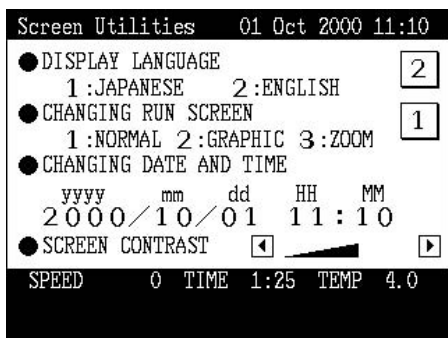 Screen Utilities 01 Oct 2000 11:10
●DISPLAY LANGUAGE
1:JAPANESE 2:ENGLISH 2
●CHANGING RUN SCREEN
1:NORMAL 2:GRAPHIC 3:ZOOM 1
●CHANGING DATE AND TIME
yyyy mm dd HH MM
2000/10/01 11:10
●SCREEN CONTRAST
SPEED 0 TIME 1:25 TEMP 4.0